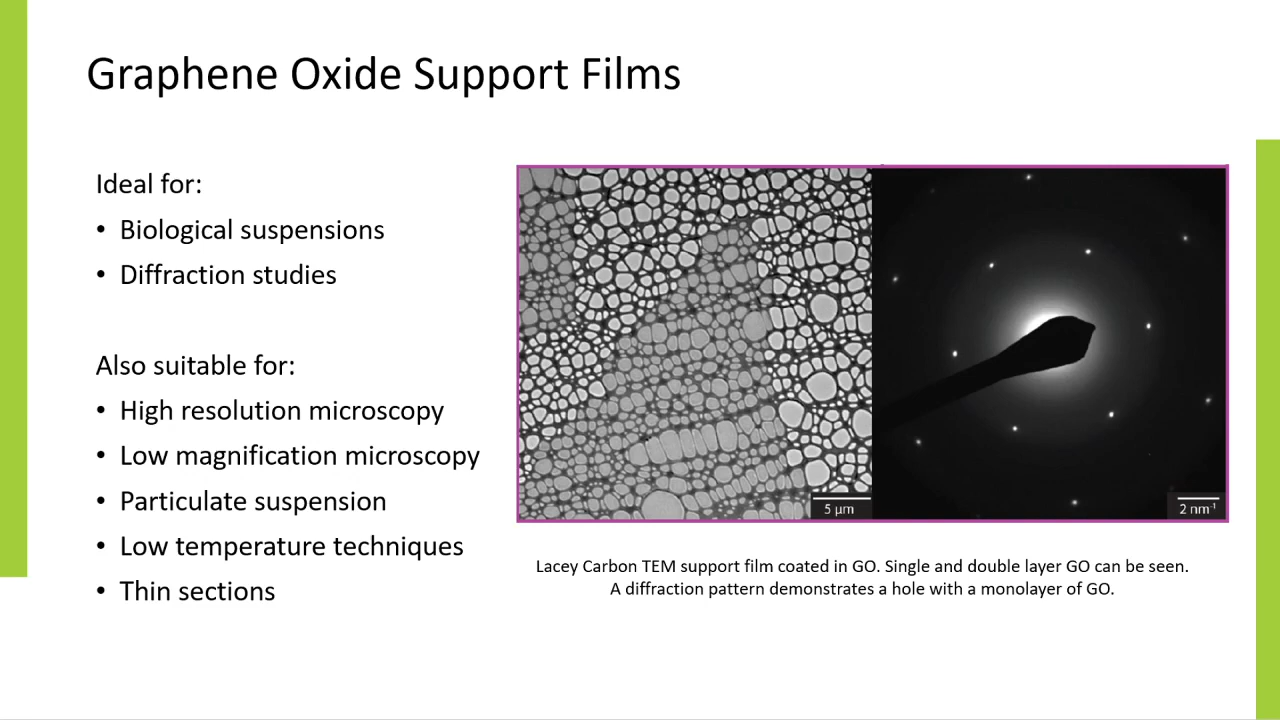 Graphene Oxide Support Films
Ideal for:
• Biological suspensions
• Diffraction studies
Also suitable for:
• High resolution microscopy
• Low magnification microscopy
• Particulate suspension
• Low temperature techniques
• Thin sections
5 μm
2 nm⁻¹
Lacey Carbon TEM support film coated in GO. Single and double layer GO can be seen.
A diffraction pattern demonstrates a hole with a monolayer of GO.